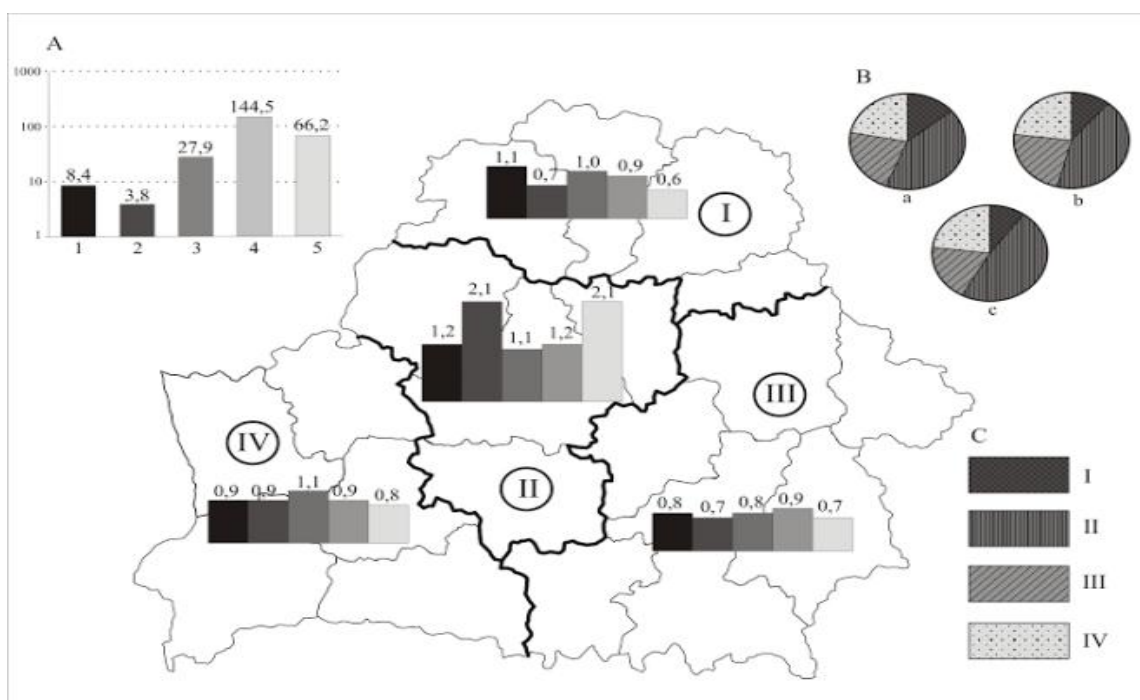 A
1000
100
10
1
8,4
3,8
27,9
144,5
66,2
1 2 3 4 5
B
a
b
c
1,1 0,7 1,0 0,9 0,6
I
1,2 2,1 1,1 1,2 2,1
III
IV
II
0,9 0,9 1,1 0,9 0,8
0,8 0,7 0,8 0,9 0,7
C
I
II
III
IV